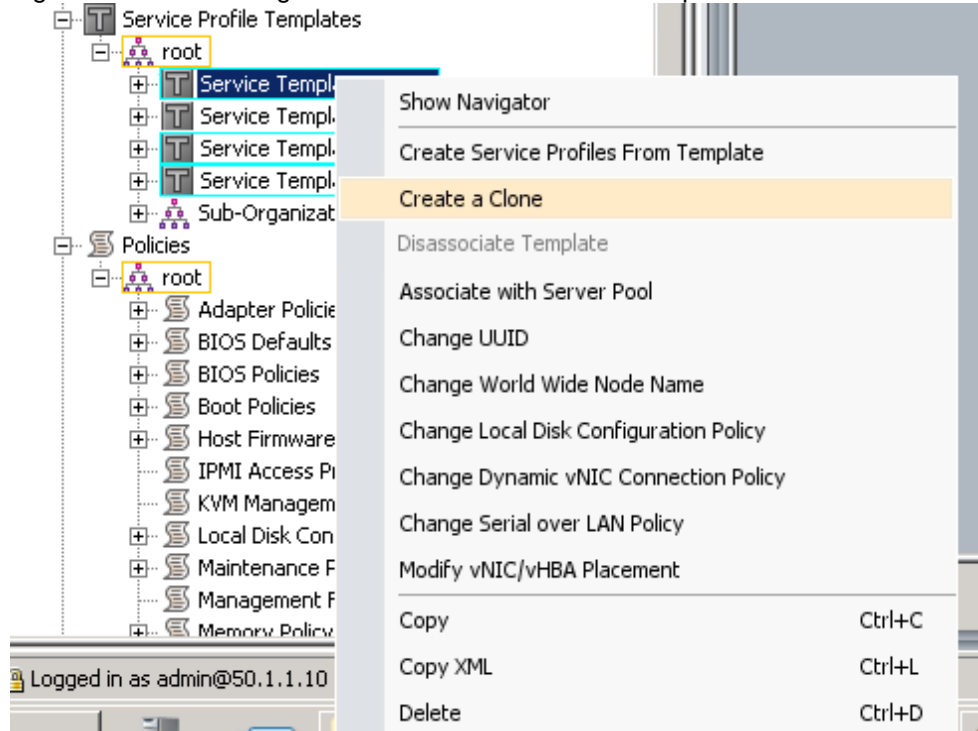 Service Profile Templates
root
Service Templ
Service Templ
Service Templ
Service Templ
Sub-Organizat
Policies
root
Adapter Policie
BIOS Defaults
BIOS Policies
Boot Policies
Host Firmware
IPMI Access P
KVM Managem
Local Disk Con
Maintenance F
Management F
Memory Policy
Logged in as admin@50.1.1.10
Show Navigator
Create Service Profiles From Template
Create a Clone
Disassociate Template
Associate with Server Pool
Change UUID
Change World Wide Node Name
Change Local Disk Configuration Policy
Change Dynamic vNIC Connection Policy
Change Serial over LAN Policy
Modify vNIC/vHBA Placement
Copy Ctrl+C
Copy XML Ctrl+L
Delete Ctrl+D